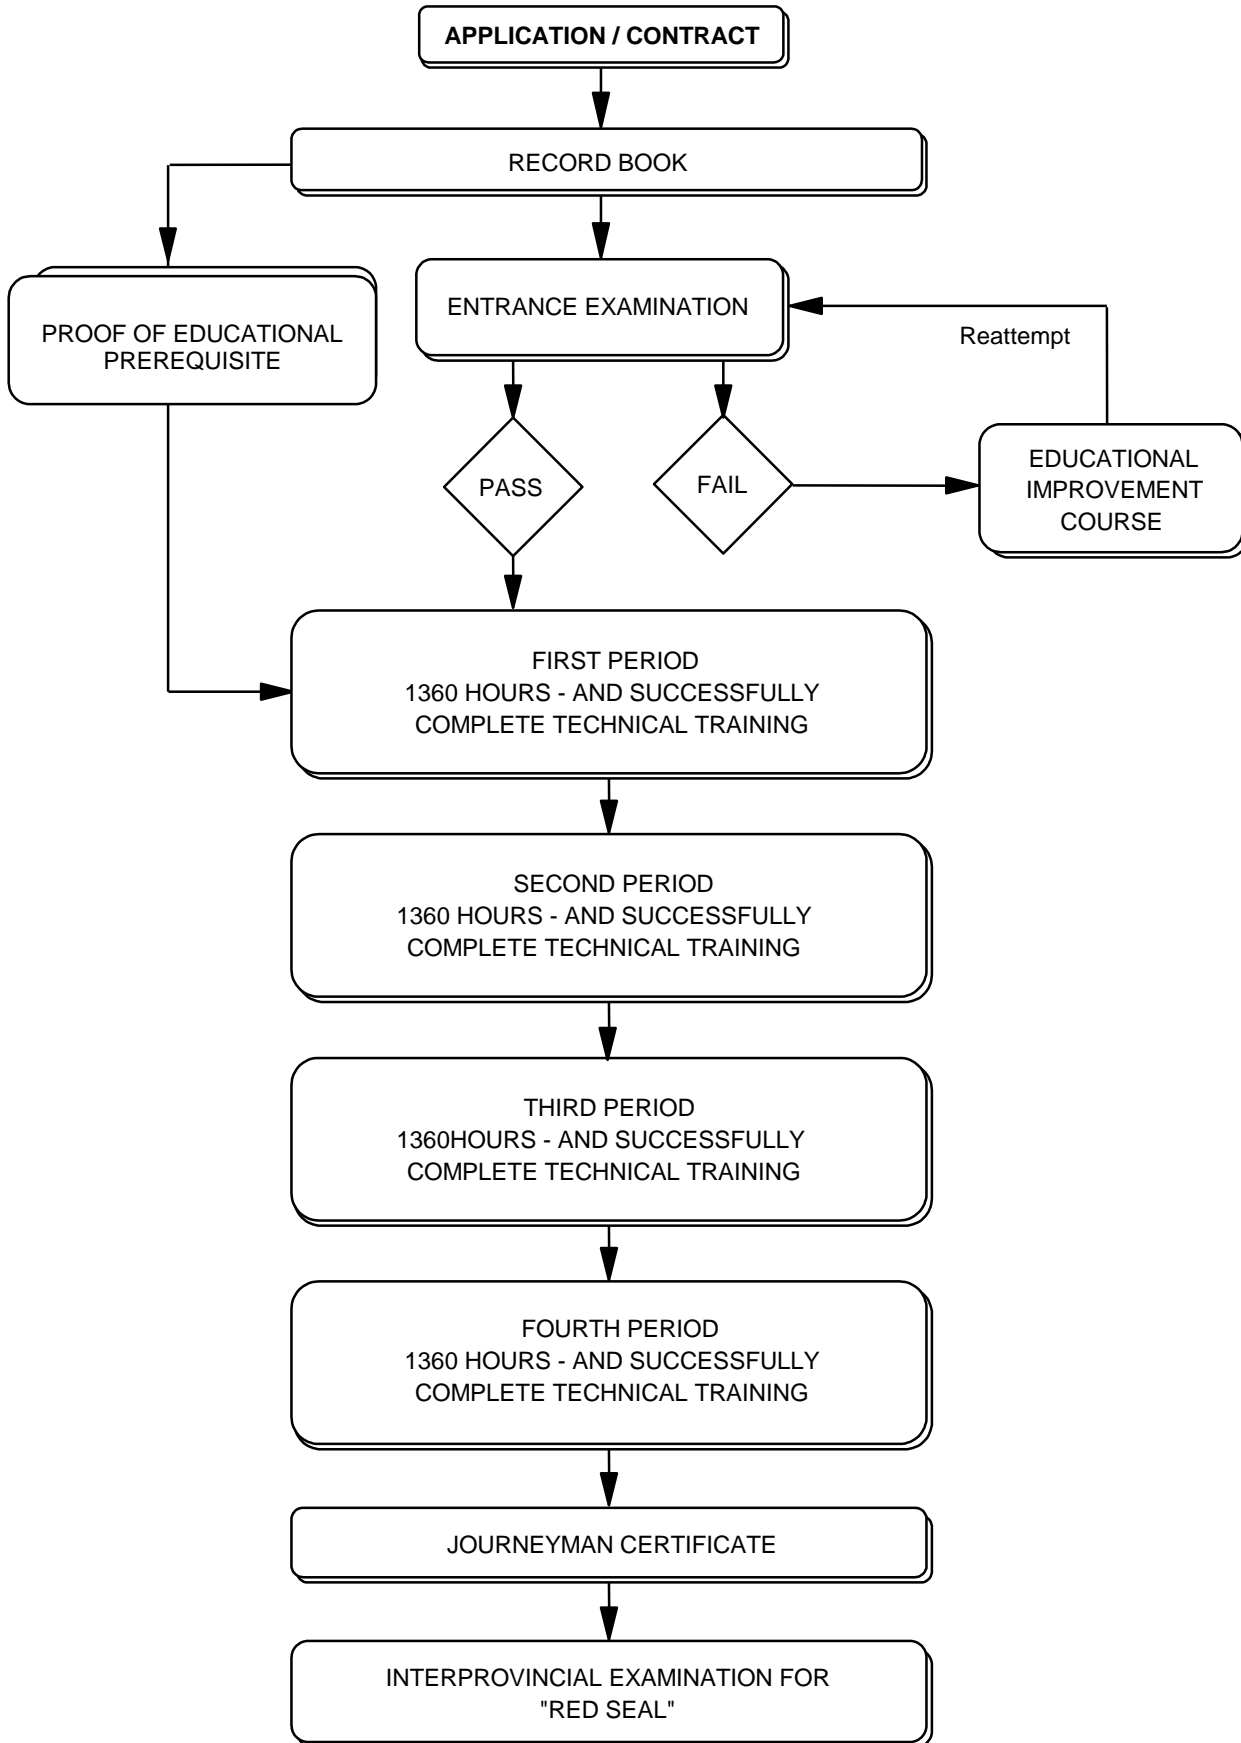 APPLICATION / CONTRACT
RECORD BOOK
PROOF OF EDUCATIONAL
PREREQUISITE
ENTRANCE EXAMINATION
Reattempt
PASS
FAIL
EDUCATIONAL
IMPROVEMENT
COURSE
FIRST PERIOD
1360 HOURS - AND SUCCESSFULLY
COMPLETE TECHNICAL TRAINING
SECOND PERIOD
1360 HOURS - AND SUCCESSFULLY
COMPLETE TECHNICAL TRAINING
THIRD PERIOD
1360HOURS - AND SUCCESSFULLY
COMPLETE TECHNICAL TRAINING
FOURTH PERIOD
1360 HOURS - AND SUCCESSFULLY
COMPLETE TECHNICAL TRAINING
JOURNEYMAN CERTIFICATE
INTERPROVINCIAL EXAMINATION FOR
"RED SEAL"